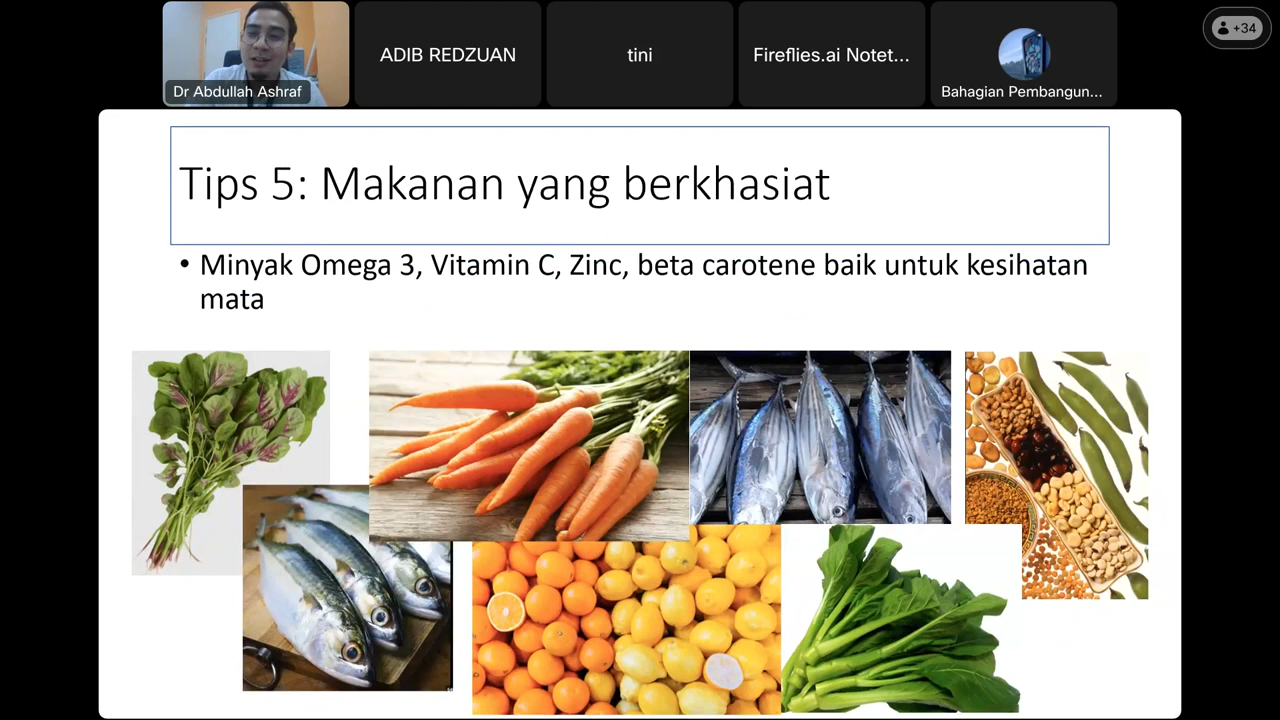 Dr Abdullah Ashraf
ADIB REDZUAN
tini
Fireflies.ai Notet...
Bahagian Pembangun...
+34
Tips 5: Makanan yang berkhasiat
• Minyak Omega 3, Vitamin C, Zinc, beta carotene baik untuk kesihatan
mata